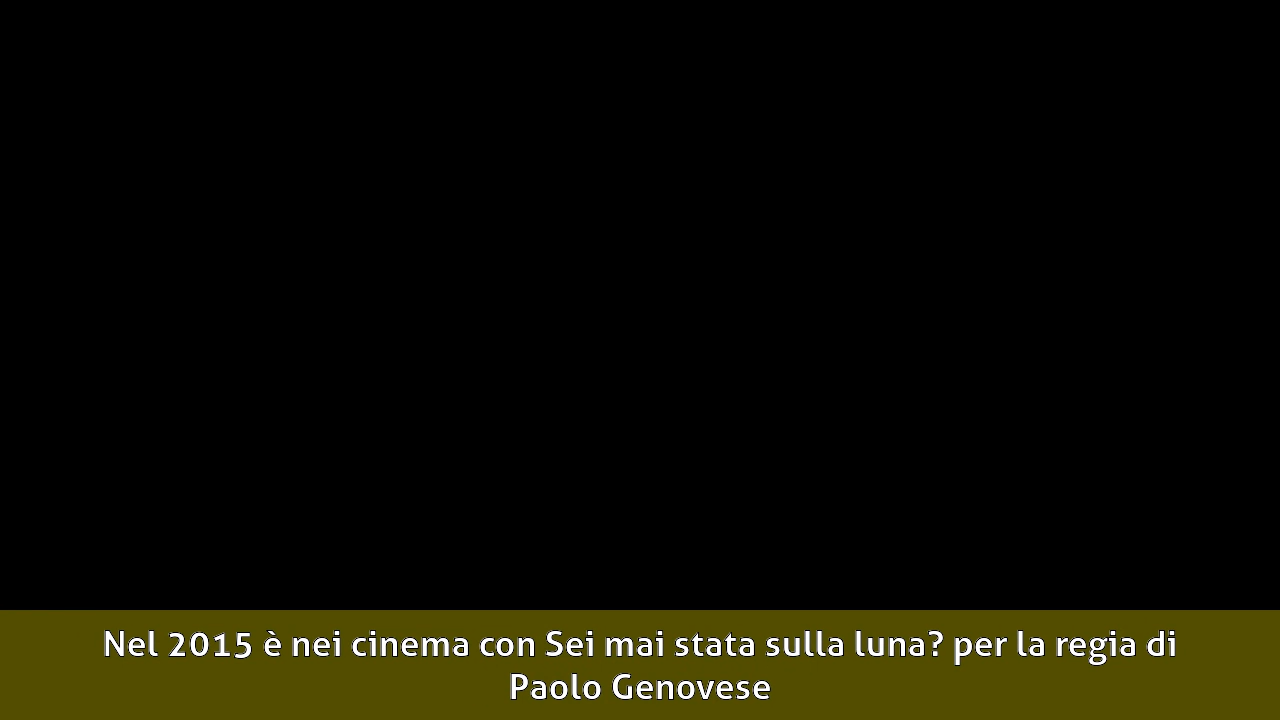 Nel 2015 è nei cinema con Sei mai stata sulla luna? per la regia di
Paolo Genovese